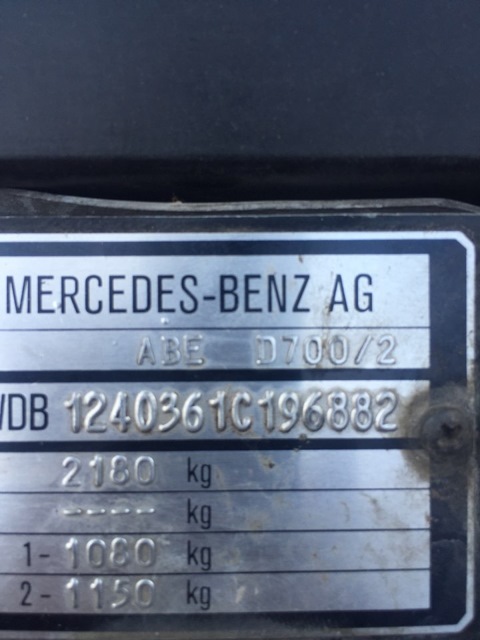 MERCEDES-BENZ AG
ABE D700/2
WDB 1240361C196882
2180 kg
---- kg
1- 1080 kg
2- 1150 kg